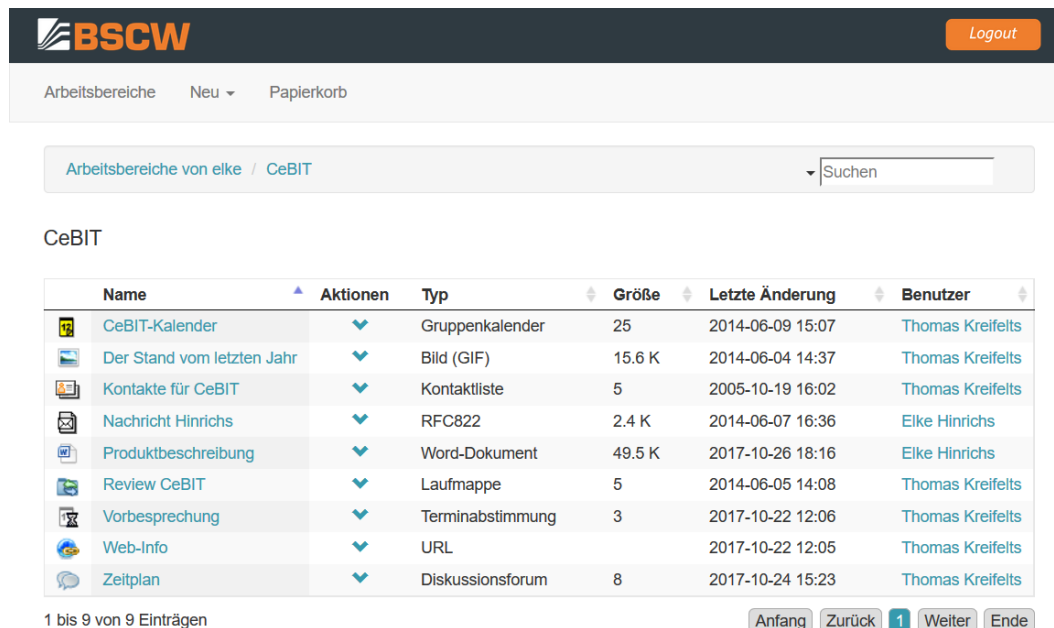 BSCW Logout
Arbeitsbereiche Neu Papierkorb
Arbeitsbereiche von elke / CeBIT Suchen
CeBIT
Name Aktionen Typ Größe Letzte Änderung Benutzer
CeBIT-Kalender Gruppenkalender 25 2014-06-09 15:07 Thomas Kreifelts
Der Stand vom letzten Jahr Bild (GIF) 15.6 K 2014-06-04 14:37 Thomas Kreifelts
Kontakte für CeBIT Kontaktliste 5 2005-10-19 16:02 Thomas Kreifelts
Nachricht Hinrichs RFC822 2.4 K 2014-06-07 16:36 Elke Hinrichs
Produktbeschreibung Word-Dokument 49.5 K 2017-10-26 18:16 Elke Hinrichs
Review CeBIT Laufmappe 5 2014-06-05 14:08 Thomas Kreifelts
Vorbesprechung Terminabstimmung 3 2017-10-22 12:06 Thomas Kreifelts
Web-Info URL 2017-10-22 12:05 Thomas Kreifelts
Zeitplan Diskussionsforum 8 2017-10-24 15:23 Thomas Kreifelts
1 bis 9 von 9 Einträgen Anfang Zurück 1 Weiter Ende